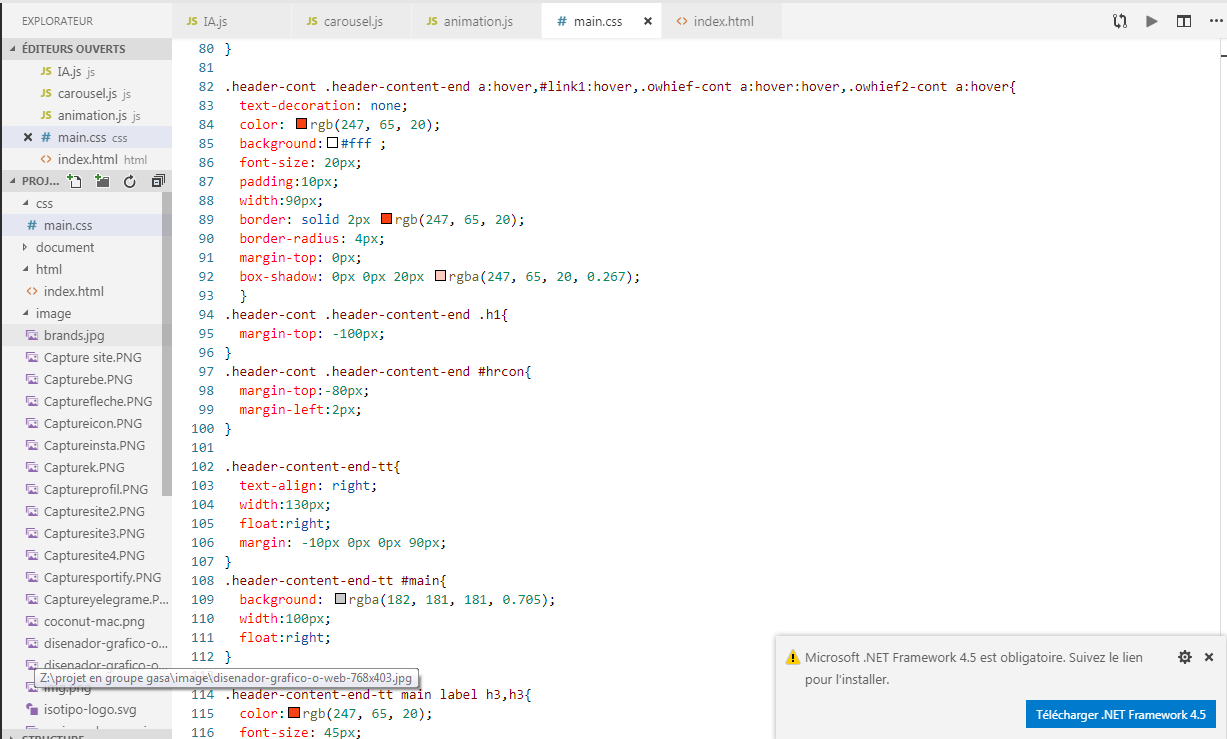 EXPLORATEUR
JS IA.js
JS carousel.js
JS animation.js
# main.css ×
<> index.html
ÉDITEURS OUVERTS
JS IA.js js
JS carousel.js js
JS animation.js js
× # main.css css
<> index.html html
PROJ...
css
# main.css
document
html
<> index.html
image
brands.jpg
Capture site.PNG
Capturebe.PNG
Capturefleche.PNG
Captureicon.PNG
Captureinsta.PNG
Capturek.PNG
Captureprofil.PNG
Capturesite2.PNG
Capturesite3.PNG
Capturesite4.PNG
Capturesportify.PNG
Captureyelegrame.P...
coconut-mac.png
disenador-grafico-o...
disenador-grafico-o...
Z:\projet en groupe gasa\image\disenador-grafico-o-web-768x403.jpg
img.png
isotipo-logo.svg
STRUCTURE
80 }
81
82 .header-cont .header-content-end a:hover,#link1:hover,.owhief-cont a:hover:hover,.owhief2-cont a:hover{
83 text-decoration: none;
84 color: rgb(247, 65, 20);
85 background:#fff ;
86 font-size: 20px;
87 padding:10px;
88 width:90px;
89 border: solid 2px rgb(247, 65, 20);
90 border-radius: 4px;
91 margin-top: 0px;
92 box-shadow: 0px 0px 20px rgba(247, 65, 20, 0.267);
93 }
94 .header-cont .header-content-end .h1{
95 margin-top: -100px;
96 }
97 .header-cont .header-content-end #hrcon{
98 margin-top:-80px;
99 margin-left:2px;
100 }
101
102 .header-content-end-tt{
103 text-align: right;
104 width:130px;
105 float:right;
106 margin: -10px 0px 0px 90px;
107 }
108 .header-content-end-tt #main{
109 background: rgba(182, 181, 181, 0.705);
110 width:100px;
111 float:right;
112 }
114 .header-content-end-tt main label h3,h3{
115 color:rgb(247, 65, 20);
116 font-size: 45px;
Microsoft .NET Framework 4.5 est obligatoire. Suivez le lien
pour l'installer.
Télécharger .NET Framework 4.5